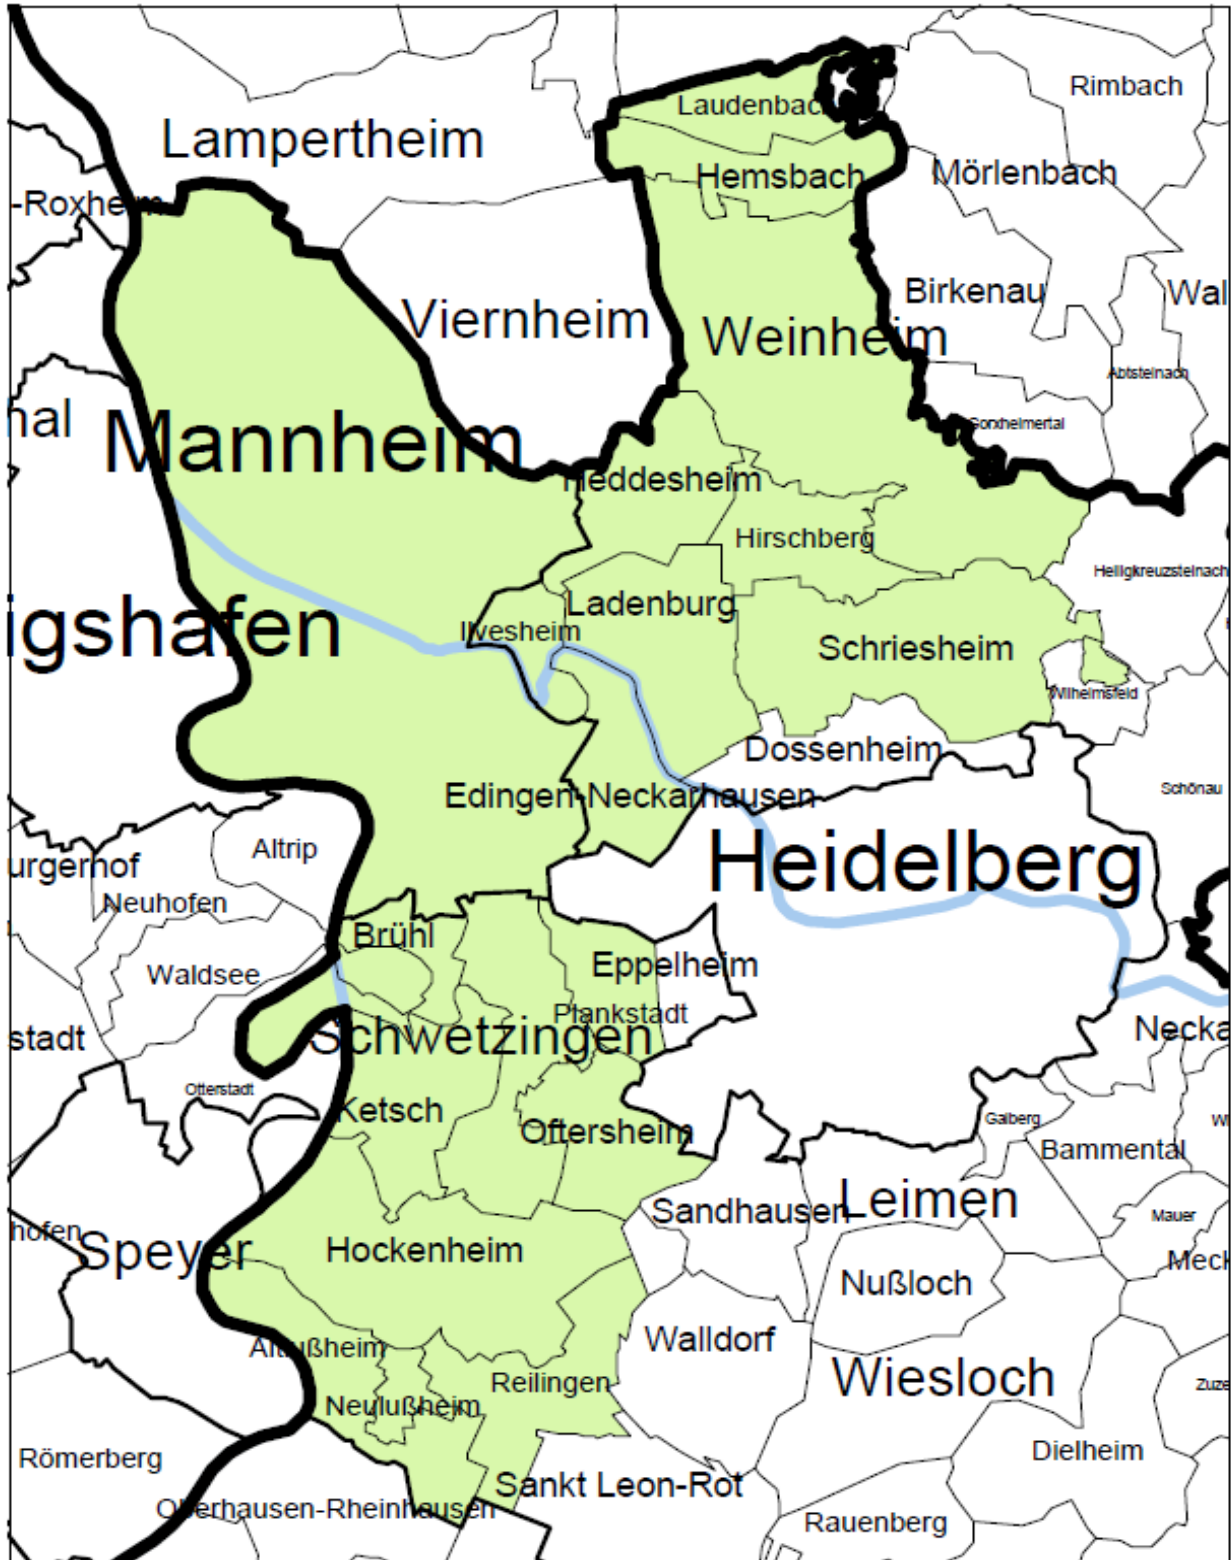 Rimbach
Laudenbac
Lampertheim
Hemsbach
Mörlenbach
-Roxheim
Birkenau
Wal
Viernheim
Weinheim
Abtsteinach
nal
Mannheim
Gorxheimertal
Heddesheim
Hirschberg
Heiligkreuzsteinach
Ladenburg
igshafen
Ilvesheim
Schriesheim
Wilhelmsfeld
Dossenheim
Edingen-Neckarhausen
Schönau
Altrip
urgerhof
Heidelberg
Neuhofen
Brühl
Waldsee
Eppelheim
Plankstadt
stadt
Schwetzingen
Necka
Otterstadt
Ketsch
Gaiberg
Wi
Oftersheim
Bammental
Sandhausen
Leimen
Mauer
hofen
Speyer
Hockenheim
Meck
Nußloch
Walldorf
Altlußheim
Reilingen
Wiesloch
Zuze
Neulußheim
Römerberg
Dielheim
Sankt Leon-Rot
Oberhausen-Rheinhausen
Rauenberg